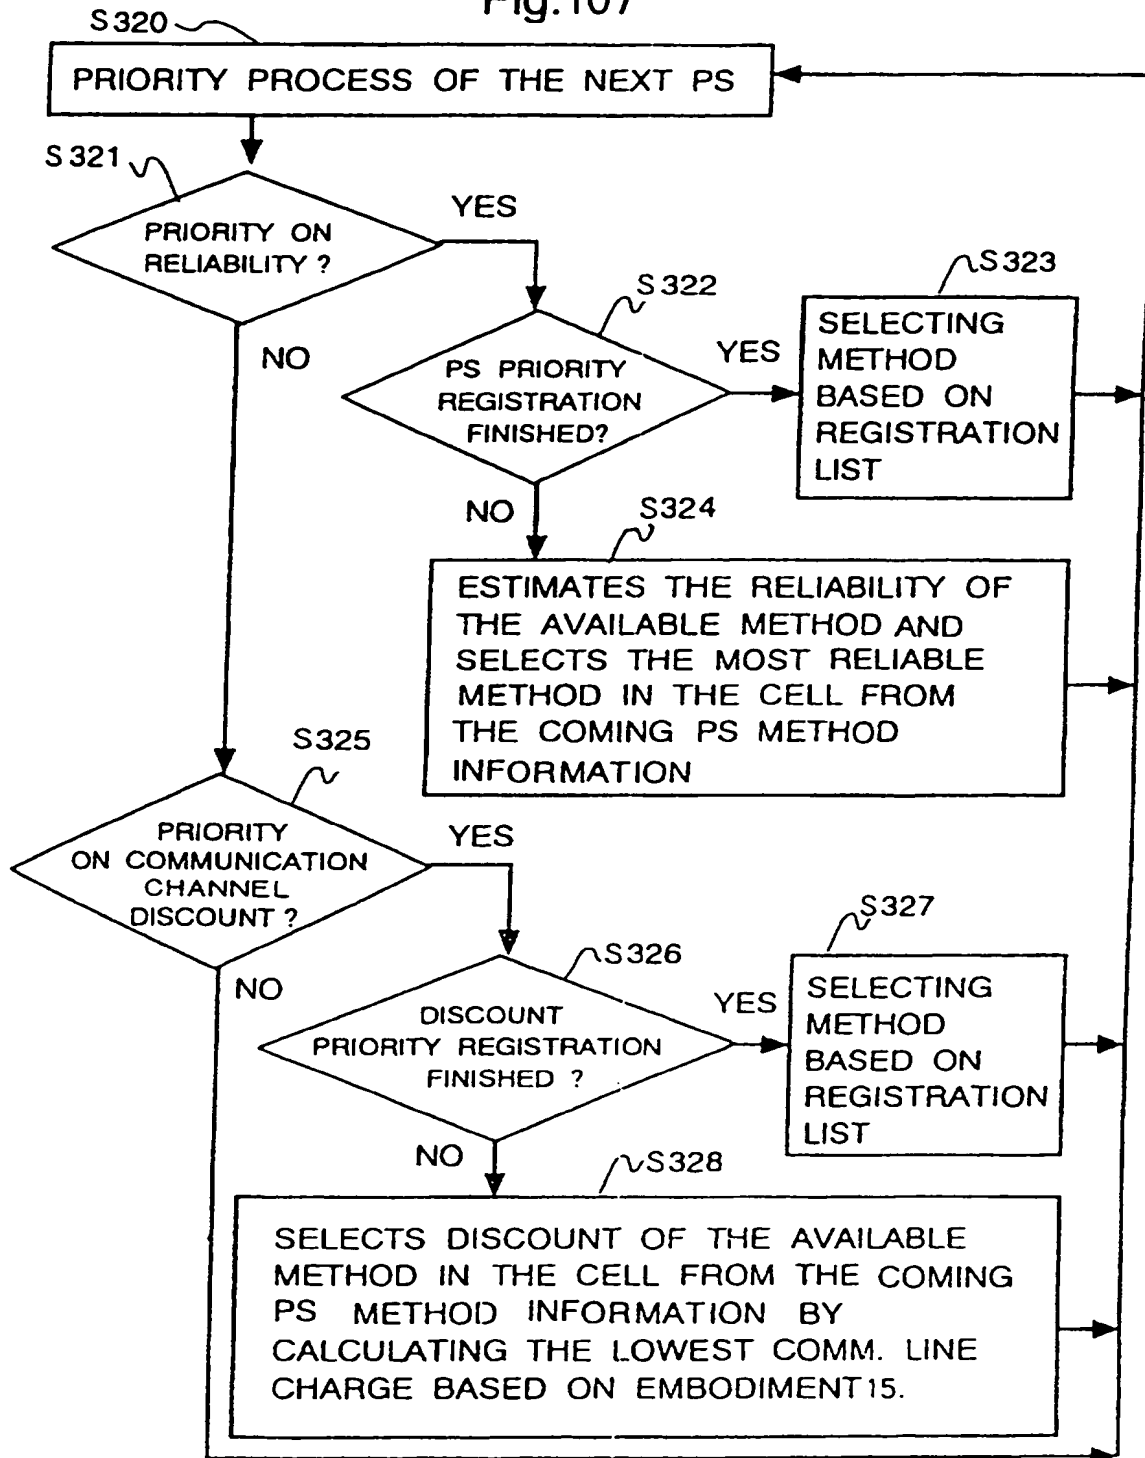 Fig.107
S320
PRIORITY PROCESS OF THE NEXT PS
S321
PRIORITY ON
RELIABILITY ?
YES
NO
S322
PS PRIORITY
REGISTRATION
FINISHED?
YES
NO
S323
SELECTING
METHOD
BASED ON
REGISTRATION
LIST
S324
ESTIMATES THE RELIABILITY OF
THE AVAILABLE METHOD AND
SELECTS THE MOST RELIABLE
METHOD IN THE CELL FROM
THE COMING PS METHOD
INFORMATION
S325
PRIORITY
ON COMMUNICATION
CHANNEL
DISCOUNT ?
YES
NO
S326
DISCOUNT
PRIORITY REGISTRATION
FINISHED ?
YES
NO
S327
SELECTING
METHOD
BASED ON
REGISTRATION
LIST
S328
SELECTS DISCOUNT OF THE AVAILABLE
METHOD IN THE CELL FROM THE COMING
PS METHOD INFORMATION BY
CALCULATING THE LOWEST COMM. LINE
CHARGE BASED ON EMBODIMENT15.